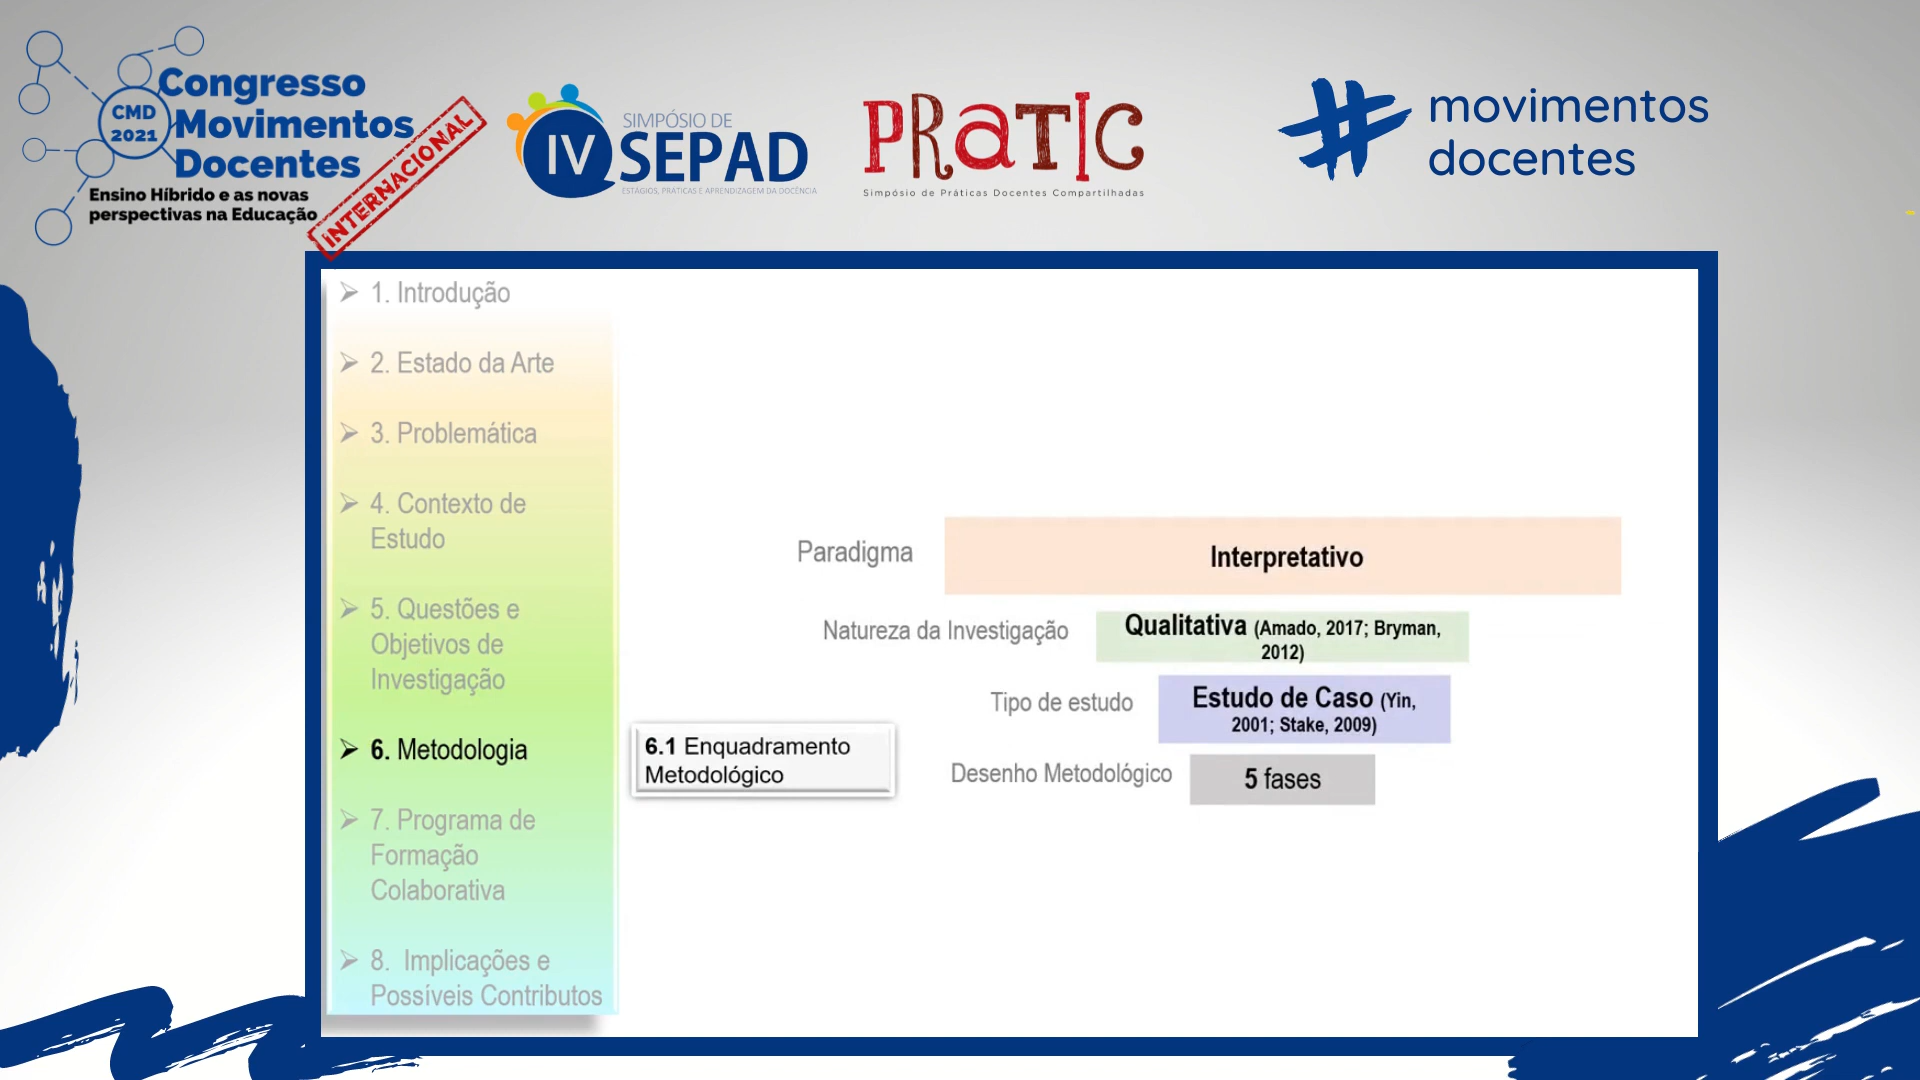 Congresso
CMD
2021
Movimentos
Docentes
Ensino Híbrido e as novas
perspectivas na Educação
INTERNACIONAL
IV
SIMPÓSIO DE
SEPAD
ESTÁGIOS, PRÁTICAS E APRENDIZAGEM DA DOCÊNCIA
PRATIC
Simpósio de Práticas Docentes Compartilhadas
# movimentos
docentes
➢ 1. Introdução
➢ 2. Estado da Arte
➢ 3. Problemática
➢ 4. Contexto de
Estudo
➢ 5. Questões e
Objetivos de
Investigação
➢ 6. Metodologia
➢ 7. Programa de
Formação
Colaborativa
➢ 8. Implicações e
Possíveis Contributos
6.1 Enquadramento
Metodológico
Paradigma
Interpretativo
Natureza da Investigação
Qualitativa (Amado, 2017; Bryman,
2012)
Tipo de estudo
Estudo de Caso (Yin,
2001; Stake, 2009)
Desenho Metodológico
5 fases